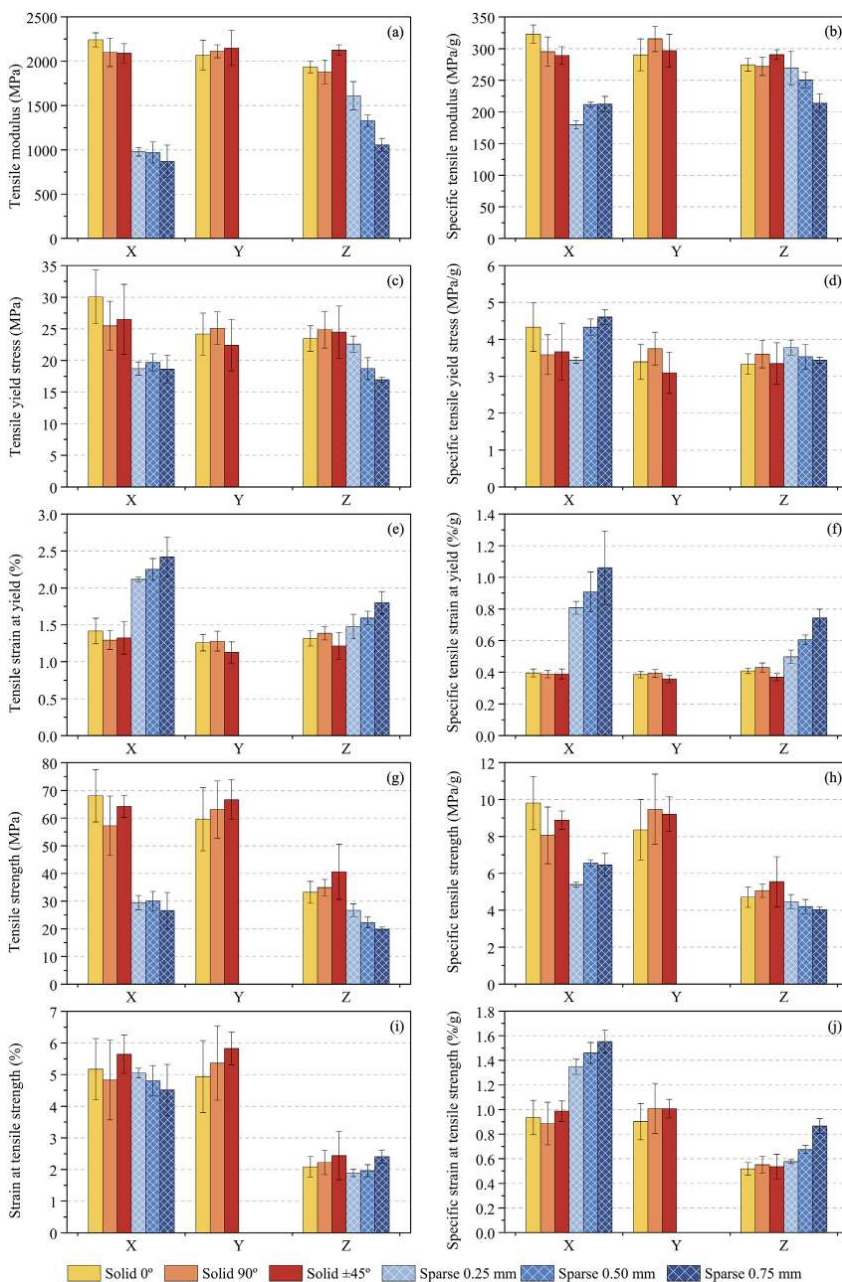 2500
2000
1500
1000
500
0
Tensile modulus (MPa)
(a)
X Y Z
350
300
250
200
150
100
50
0
Specific tensile modulus (MPa/g)
(b)
X Y Z
35
30
25
20
15
10
5
0
Tensile yield stress (MPa)
(c)
X Y Z
6
5
4
3
2
1
0
Specific tensile yield stress (MPa/g)
(d)
X Y Z
3.0
2.5
2.0
1.5
1.0
0.5
0.0
Tensile strain at yield (%)
(e)
X Y Z
1.4
1.2
1.0
0.8
0.6
0.4
0.2
0.0
Specific tensile strain at yield (%/g)
(f)
X Y Z
80
70
60
50
40
30
20
10
0
Tensile strength (MPa)
(g)
X Y Z
12
10
8
6
4
2
0
Specific tensile strength (MPa/g)
(h)
X Y Z
7
6
5
4
3
2
1
0
Strain at tensile strength (%)
(i)
X Y Z
1.8
1.6
1.4
1.2
1.0
0.8
0.6
0.4
0.2
0.0
Specific strain at tensile strength (%/g)
(j)
X Y Z
Solid 0º Solid 90º Solid ±45º Sparse 0.25 mm Sparse 0.50 mm Sparse 0.75 mm